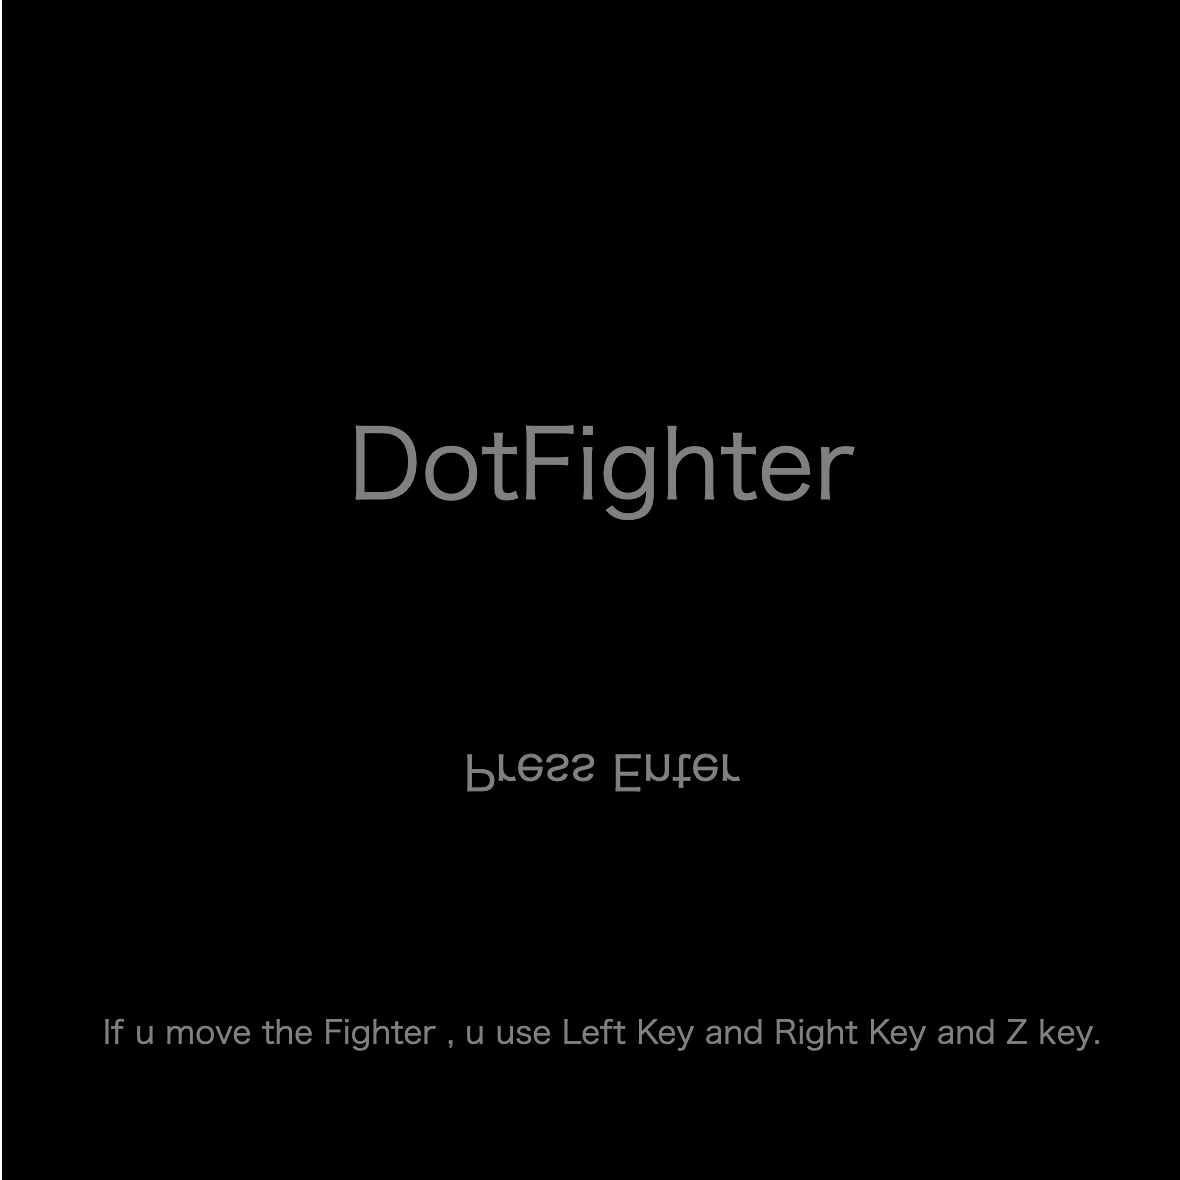 DotFighter
Press Enter
If u move the Fighter , u use Left Key and Right Key and Z key.